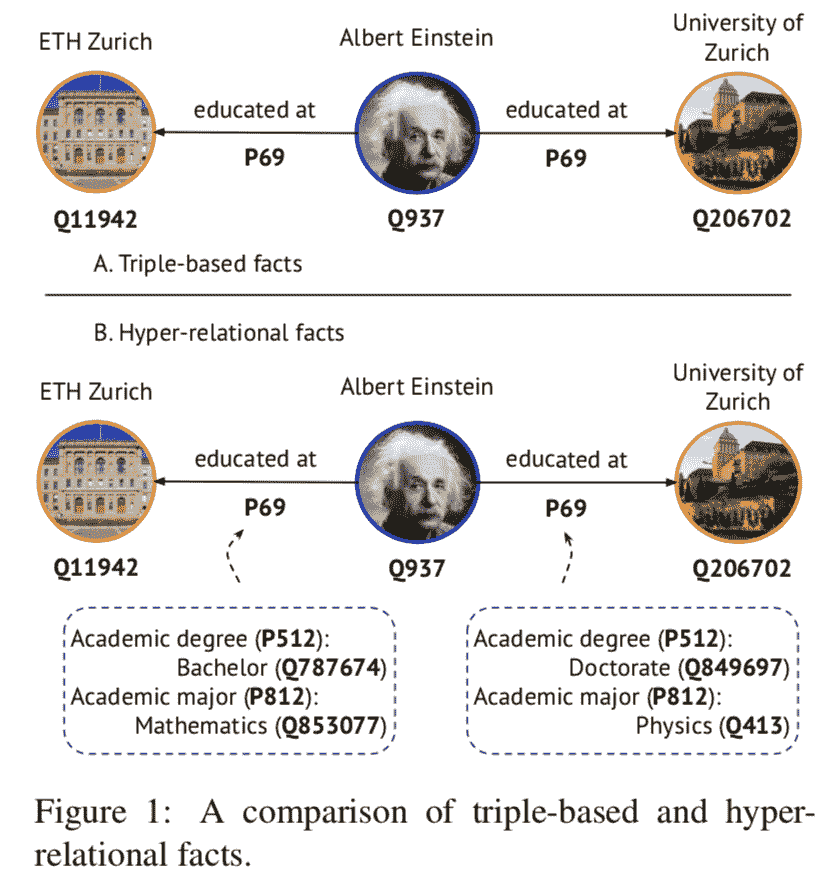 ETH Zurich
Albert Einstein
University of
Zurich
educated at
educated at
P69
P69
Q11942
Q937
Q206702
A. Triple-based facts
B. Hyper-relational facts
ETH Zurich
Albert Einstein
University of
Zurich
educated at
educated at
P69
P69
Q11942
Q937
Q206702
Academic degree (P512):
Bachelor (Q787674)
Academic major (P812):
Mathematics (Q853077)
Academic degree (P512):
Doctorate (Q849697)
Academic major (P812):
Physics (Q413)
Figure 1: A comparison of triple-based and hyper-
relational facts.